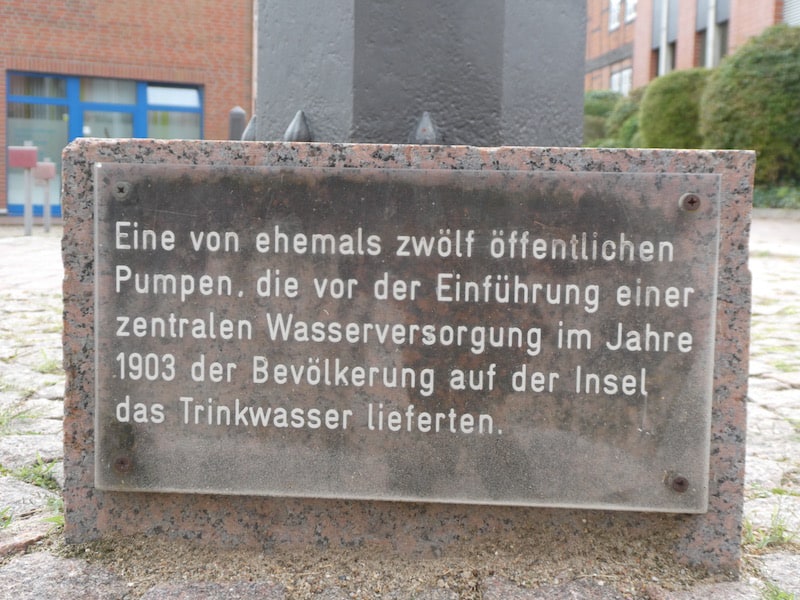 Eine von ehemals zwölf öffentlichen
Pumpen, die vor der Einführung einer
zentralen Wasserversorgung im Jahre
1903 der Bevölkerung auf der Insel
das Trinkwasser lieferten.